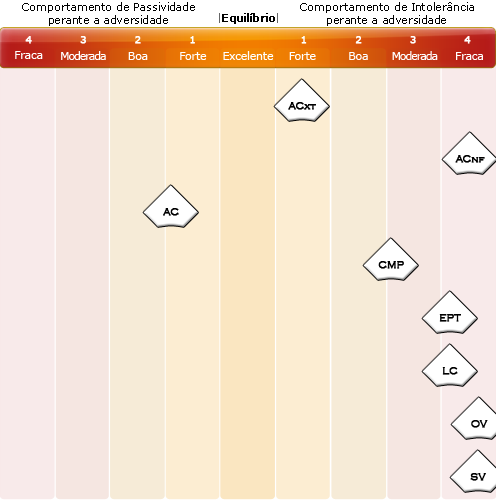 Comportamento de Passividade
perante a adversidade
|Equilíbrio|
Comportamento de Intolerância
perante a adversidade
4 3 2 1 1 2 3 4
Fraca Moderada Boa Forte Excelente Forte Boa Moderada Fraca
ACXT
ACNF
AC
CMP
EPT
LC
OV
SV